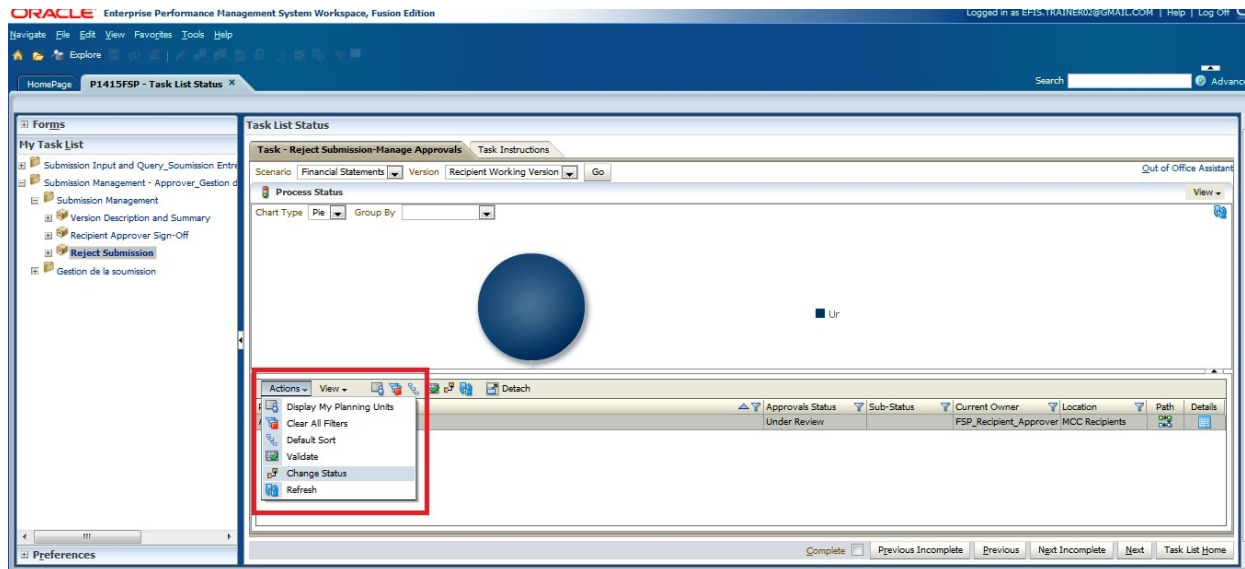 ORACLE Enterprise Performance Management System Workspace, Fusion Edition
Logged in as EFIS.TRAINER02@GMAIL.COM | Help | Log Off
Navigate File Edit View Favorites Tools Help
Explore
HomePage P1415FSP - Task List Status × Search Advanc
Forms
My Task List
Submission Input and Query_Soumission Entre
Submission Management - Approver_Gestion d
Submission Management
Version Description and Summary
Recipient Approver Sign-Off
Reject Submission
Gestion de la soumission
Preferences
Task List Status
Task - Reject Submission-Manage Approvals Task Instructions
Scenario Financial Statements Version Recipient Working Version Go Out of Office Assistant
Process Status View
Chart Type Pie Group By
Ur
Actions View Detach
Approvals Status Sub-Status Current Owner Location Path Details
Under Review FSP_Recipient_Approver MCC Recipients
Display My Planning Units
Clear All Filters
Default Sort
Validate
Change Status
Refresh
Complete Previous Incomplete Previous Next Incomplete Next Task List Home